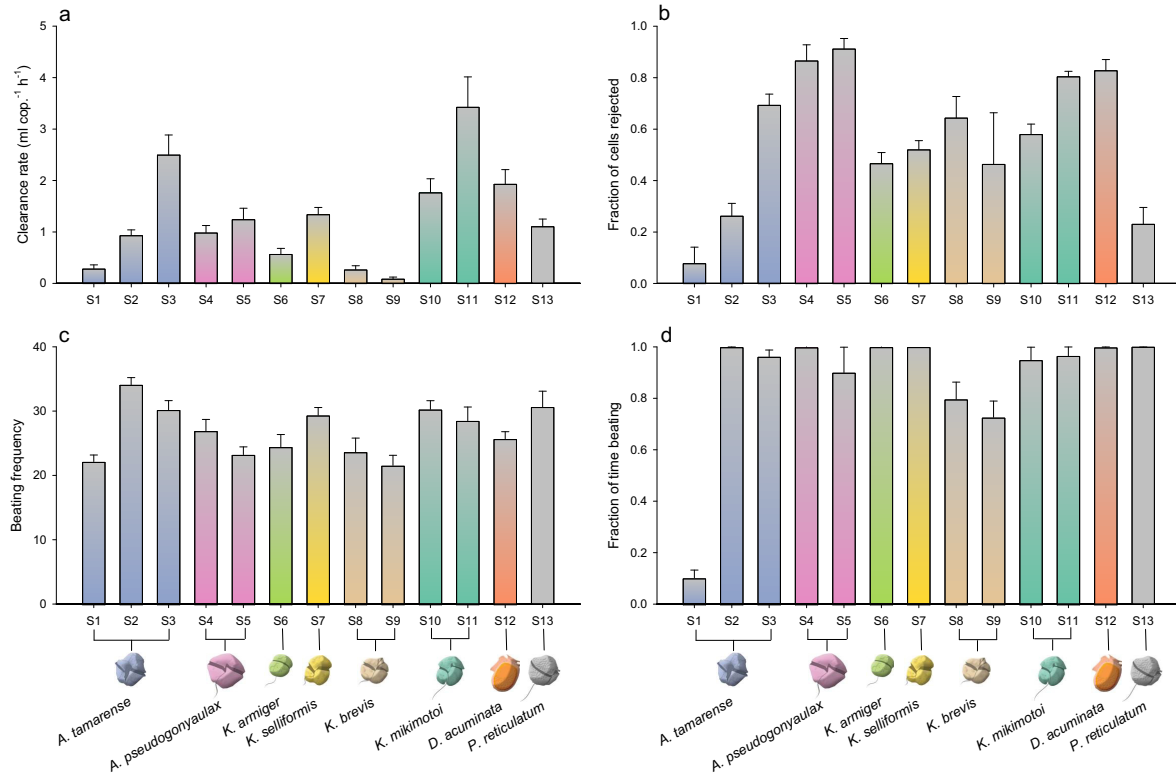 a
Clearance rate (ml cop.⁻¹ h⁻¹)
5
4
3
2
1
0
S1 S2 S3 S4 S5 S6 S7 S8 S9 S10 S11 S12 S13
b
Fraction of cells rejected
1.0
0.8
0.6
0.4
0.2
0.0
S1 S2 S3 S4 S5 S6 S7 S8 S9 S10 S11 S12 S13
c
Beating frequency
40
30
20
10
0
S1 S2 S3 S4 S5 S6 S7 S8 S9 S10 S11 S12 S13
A. tamarense
A. pseudogonyaulax
K. armiger
K. selliformis
K. brevis
K. mikimotoi
D. acuminata
P. reticulatum
d
Fraction of time beating
1.0
0.8
0.6
0.4
0.2
0.0
S1 S2 S3 S4 S5 S6 S7 S8 S9 S10 S11 S12 S13
A. tamarense
A. pseudogonyaulax
K. armiger
K. selliformis
K. brevis
K. mikimotoi
D. acuminata
P. reticulatum